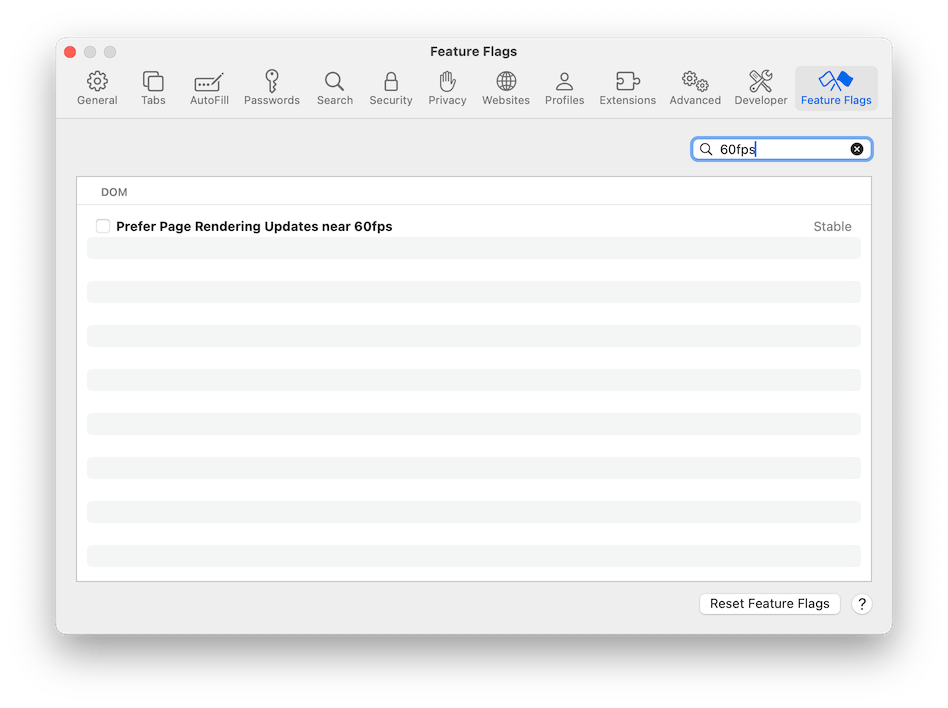 Feature Flags
General Tabs AutoFill Passwords Search Security Privacy Websites Profiles Extensions Advanced Developer Feature Flags
60fps
DOM
Prefer Page Rendering Updates near 60fps Stable
Reset Feature Flags ?